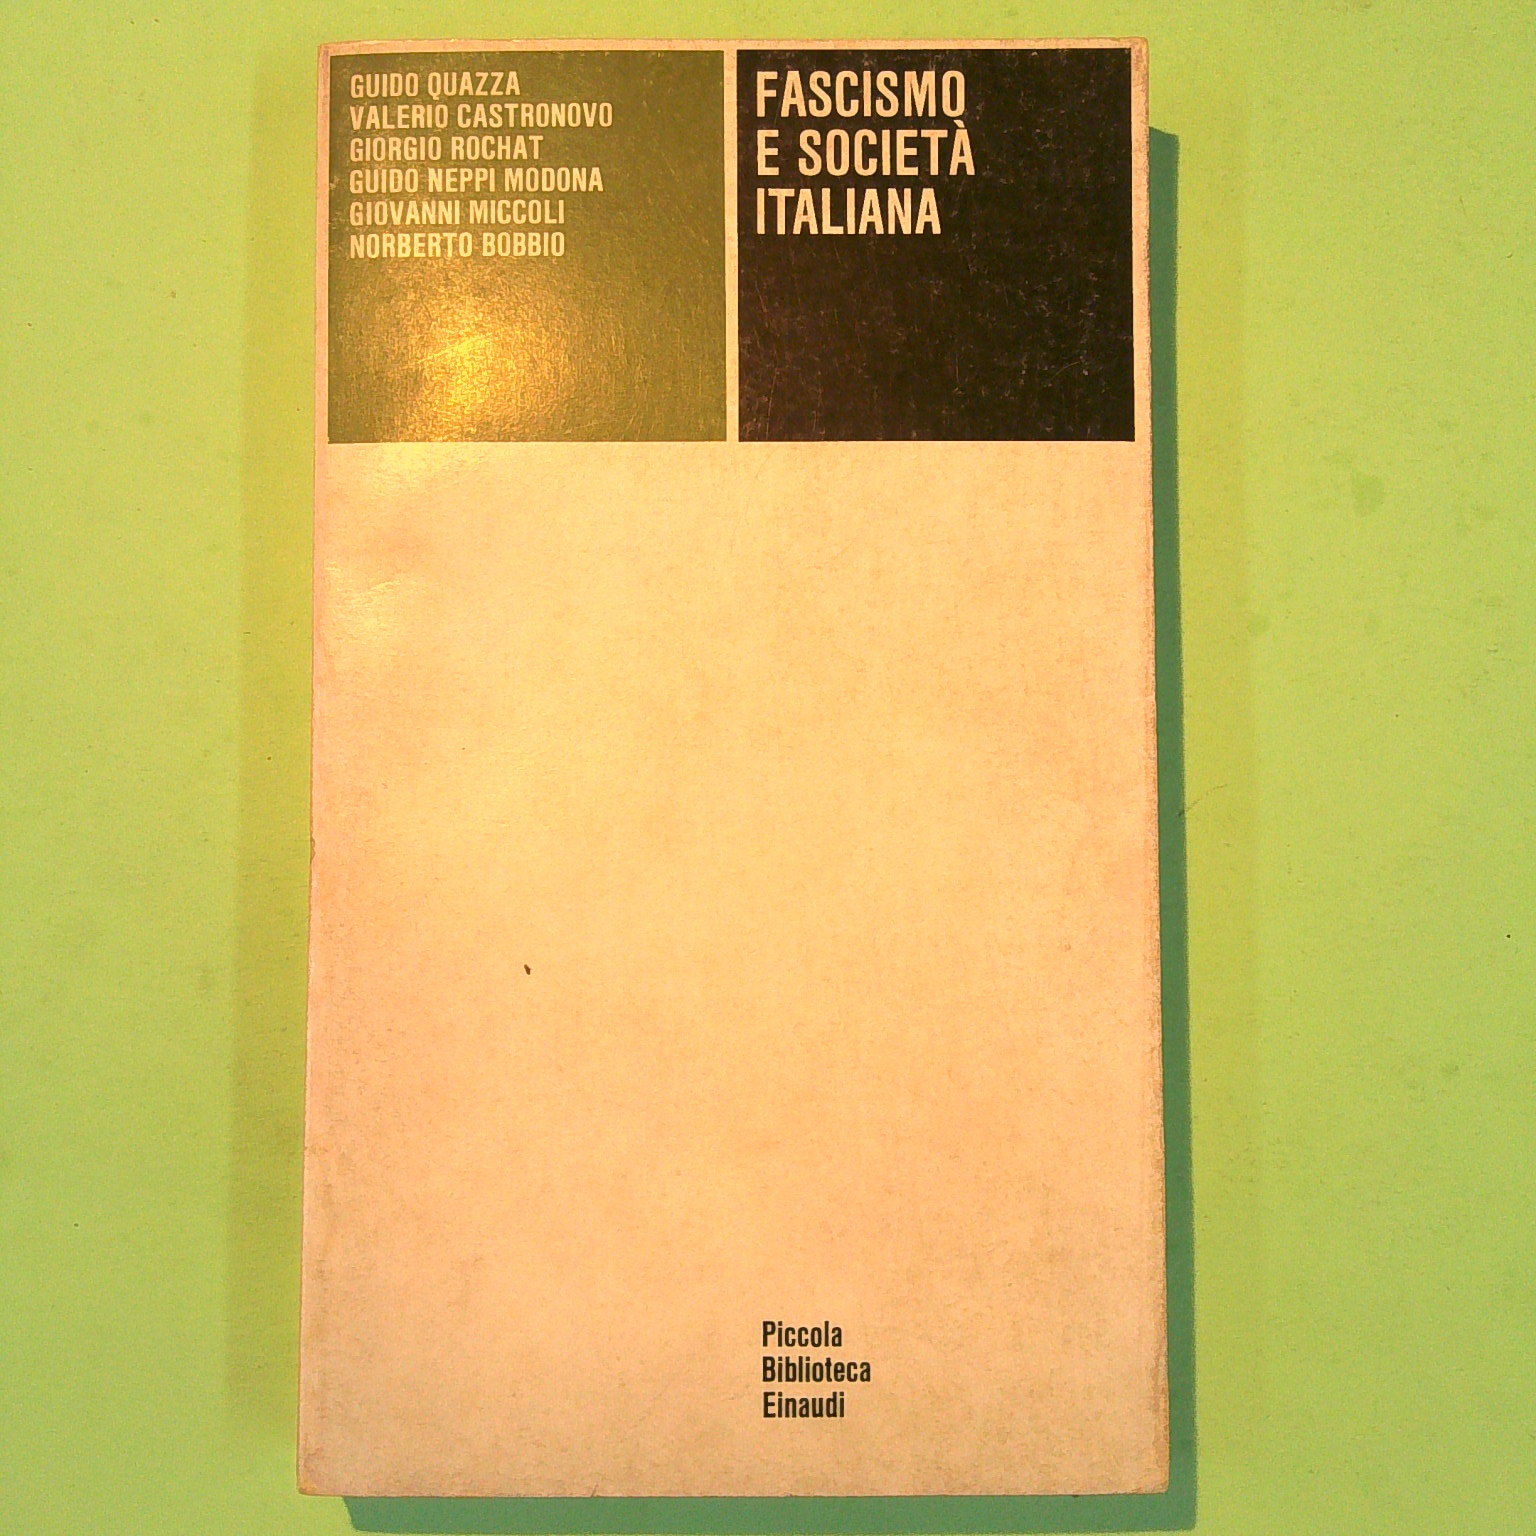 GUIDO QUAZZA
VALERIO CASTRONOVO
GIORGIO ROCHAT
GUIDO NEPPI MODONA
GIOVANNI MICCOLI
NORBERTO BOBBIO
FASCISMO
E SOCIETÀ
ITALIANA
Piccola
Biblioteca
Einaudi